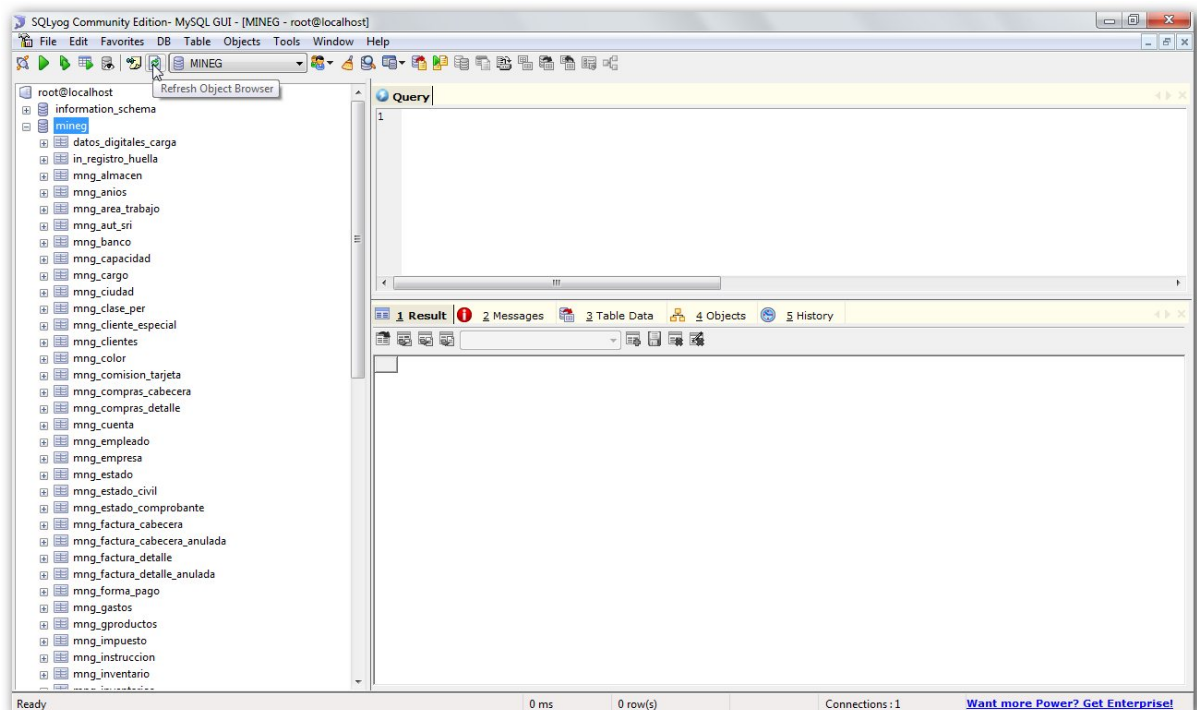 SQLyog Community Edition- MySQL GUI - [MINEG - root@localhost]
File Edit Favorites DB Table Objects Tools Window Help
MINEG
Refresh Object Browser
root@localhost
information_schema
mineg
datos_digitales_carga
in_registro_huella
mng_almacen
mng_anios
mng_area_trabajo
mng_aut_sri
mng_banco
mng_capacidad
mng_cargo
mng_ciudad
mng_clase_per
mng_cliente_especial
mng_clientes
mng_color
mng_comision_tarjeta
mng_compras_cabecera
mng_compras_detalle
mng_cuenta
mng_empleado
mng_empresa
mng_estado
mng_estado_civil
mng_estado_comprobante
mng_factura_cabecera
mng_factura_cabecera_anulada
mng_factura_detalle
mng_factura_detalle_anulada
mng_forma_pago
mng_gastos
mng_gproductos
mng_impuesto
mng_instruccion
mng_inventario
Query
1
1 Result 2 Messages 3 Table Data 4 Objects 5 History
Ready 0 ms 0 row(s) Connections : 1 Want more Power? Get Enterprise!